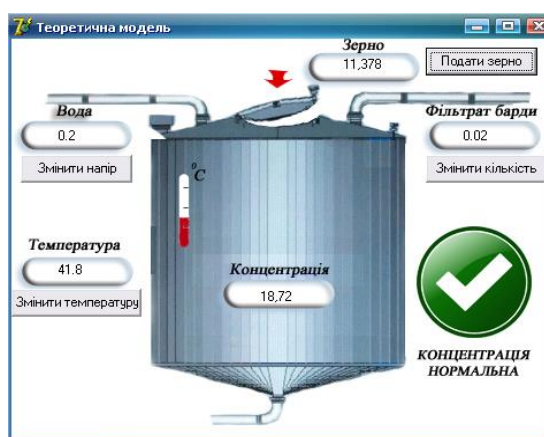 Теоретична модель
Зерно
11,378
Подати зерно
Вода
0.2
Змінити напір
Фільтрат барди
0.02
Змінити кількість
°C
Температура
41.8
Змінити температуру
Концентрація
18,72
КОНЦЕНТРАЦІЯ
НОРМАЛЬНА